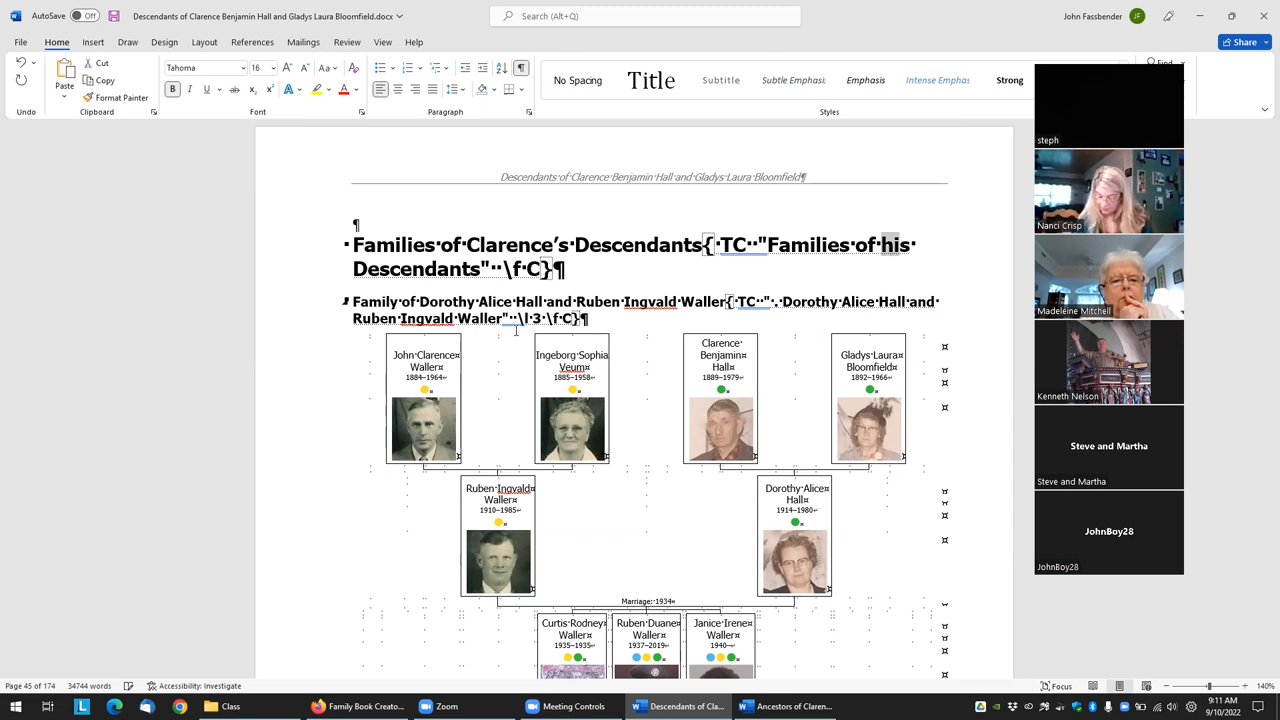 AutoSave Off Descendants of Clarence Benjamin Hall and Gladys Laura Bloomfield.docx Search (Alt+Q) John Fassbender JF
File Home Insert Draw Design Layout References Mailings Review View Help Share
Paste Cut Copy Format Painter
Tahoma 16
No Spacing Title Subtitle Subtle Emphasis Emphasis Intense Emphas Strong Find
Undo Clipboard Font Paragraph Styles
Descendants·of·Clarence·Benjamin·Hall·and·Gladys·Laura·Bloomfield¶
¶
Families·of·Clarence’s·Descendants{·TC··"Families·of·his·
Descendants"··\f·C}¶
Family·of·Dorothy·Alice·Hall·and·Ruben·Ingvald·Waller{·TC··"·.·Dorothy·Alice·Hall·and·
Ruben·Ingvald·Waller"··\l·3·\f·C}¶
John·Clarence¤
Waller¤
1884–1964↵
Ingeborg·Sophia
Veum¤
1885–1958↵
Clarence·
Benjamin¤
Hall¤
1889–1979↵
Gladys·Laura¤
Bloomfield¤
1892–1966↵
Ruben·Ingvald¤
Waller¤
1910–1985↵
Dorothy·Alice¤
Hall¤
1914–1980↵
Marriage:·1934¤
Curtis·Rodney¤
Waller¤
1935–1935↵
Ruben·Duane¤
Waller¤
1937–2019↵
Janice·Irene¤
Waller¤
1940–↵
steph
Nanci Crisp
Madeleine Mitchell
Kenneth Nelson
Steve and Martha
Steve and Martha
JohnBoy28
JohnBoy28
Page 45 of 174 34744 words Accessibility: Investigate Focus 140%
Class Family Book Creato... Zoom Meeting Controls Descendants of Cla... Ancestors of Claren... 9:11 AM
9/10/2022